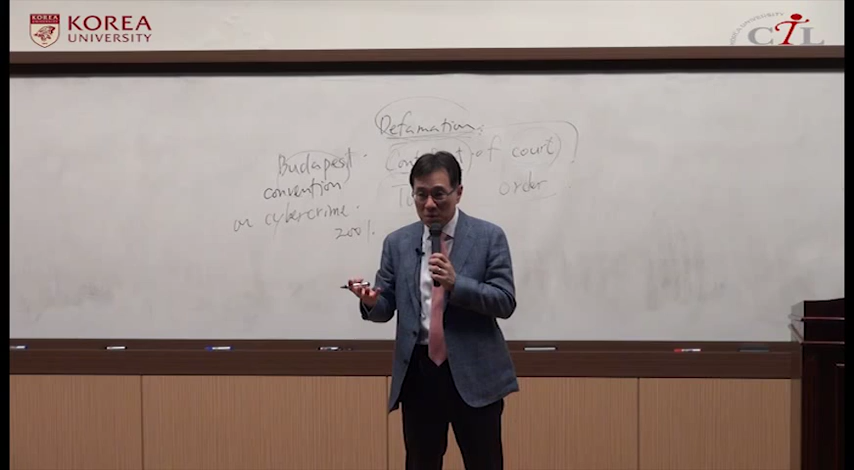 KOREA
UNIVERSITY
CTL
Defamation.
Budapest
convention
on cybercrime.
2001.
of court)
order